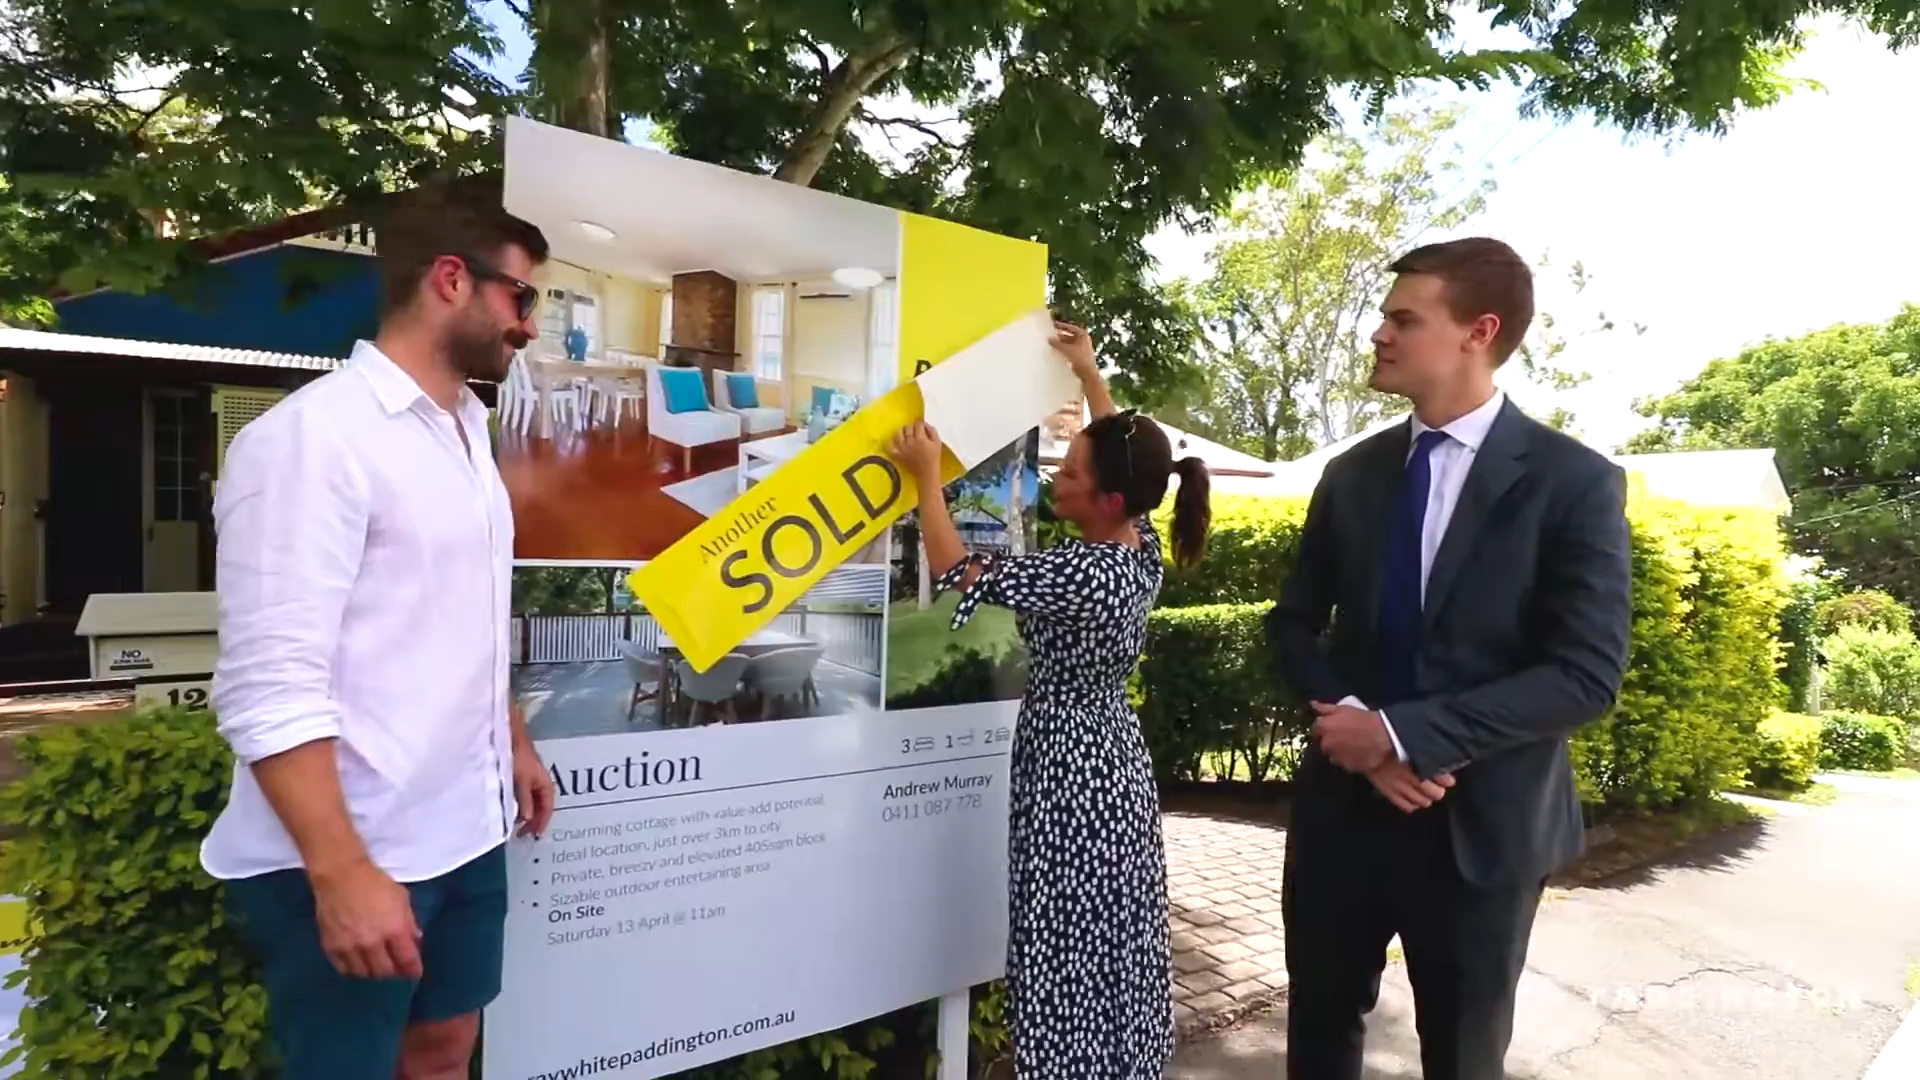 Another
SOLD
NO
12
Auction
3 1 2
Andrew Murray
0411 087 778
Charming cottage with value add potential
Ideal location, just over 3km to city
Private, breezy and elevated 405sqm block
Sizable outdoor entertaining area
On Site
Saturday 13 April @ 11am
raywhitepaddington.com.au